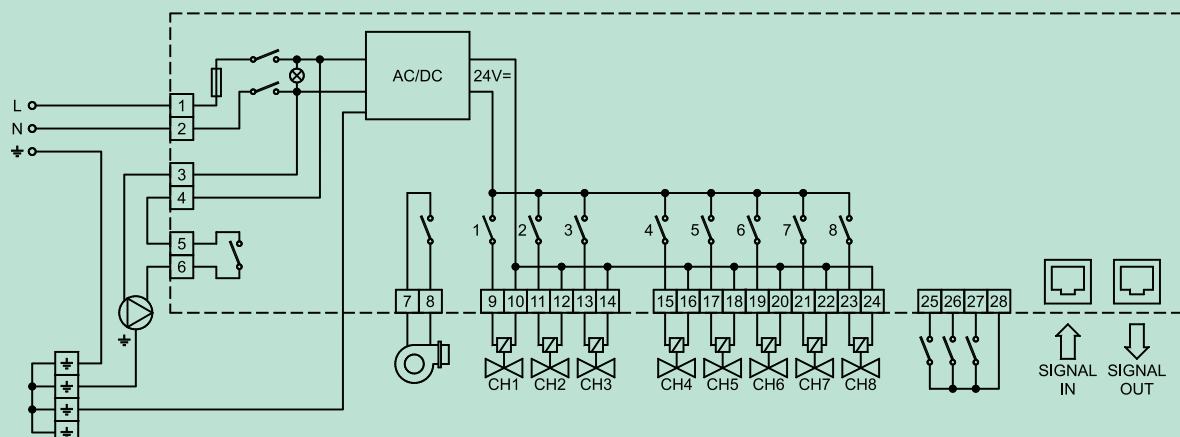 AC/DC
24V=
L
1
N
2
3
4
5
6
1
2
3
4
5
6
7
8
7
8
9
10
11
12
13
14
15
16
17
18
19
20
21
22
23
24
25
26
27
28
CH1
CH2
CH3
CH4
CH5
CH6
CH7
CH8
SIGNAL
IN
SIGNAL
OUT